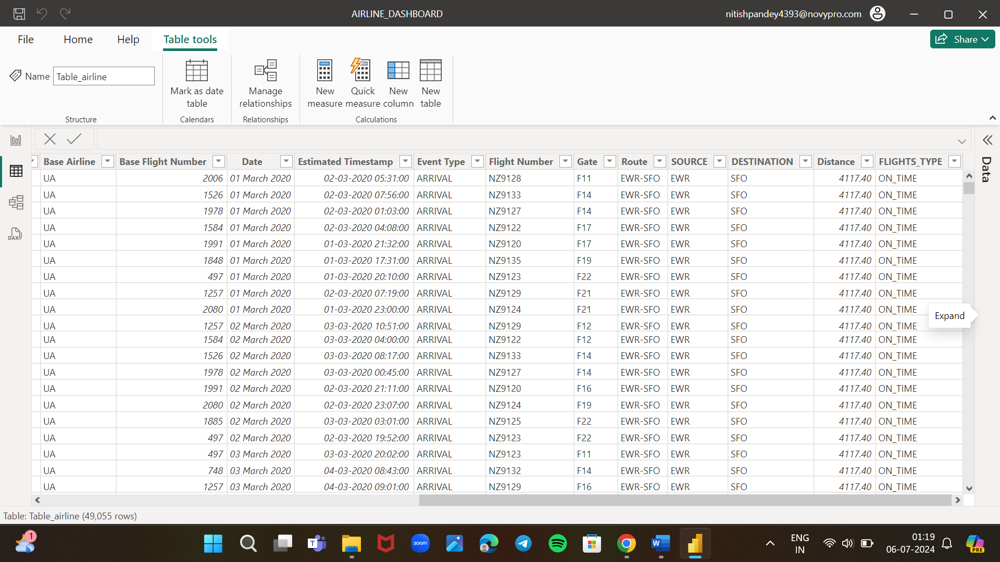 AIRLINE_DASHBOARD
nitishpandey4393@novypro.com
File Home Help Table tools
Share
Name Table_airline
Mark as date table
Manage relationships
New measure
Quick measure
New column
New table
Structure Calendars Relationships Calculations
DAX
Data
Base Airline Base Flight Number Date Estimated Timestamp Event Type Flight Number Gate Route SOURCE DESTINATION Distance FLIGHTS_TYPE
UA 2006 01 March 2020 02-03-2020 05:31:00 ARRIVAL NZ9128 F11 EWR-SFO EWR SFO 4117.40 ON_TIME
UA 1526 01 March 2020 02-03-2020 07:56:00 ARRIVAL NZ9133 F14 EWR-SFO EWR SFO 4117.40 ON_TIME
UA 1978 01 March 2020 02-03-2020 01:03:00 ARRIVAL NZ9127 F14 EWR-SFO EWR SFO 4117.40 ON_TIME
UA 1584 01 March 2020 02-03-2020 04:08:00 ARRIVAL NZ9122 F17 EWR-SFO EWR SFO 4117.40 ON_TIME
UA 1991 01 March 2020 01-03-2020 21:32:00 ARRIVAL NZ9120 F17 EWR-SFO EWR SFO 4117.40 ON_TIME
UA 1848 01 March 2020 01-03-2020 17:31:00 ARRIVAL NZ9135 F19 EWR-SFO EWR SFO 4117.40 ON_TIME
UA 497 01 March 2020 01-03-2020 20:10:00 ARRIVAL NZ9123 F22 EWR-SFO EWR SFO 4117.40 ON_TIME
UA 1257 01 March 2020 02-03-2020 07:19:00 ARRIVAL NZ9129 F21 EWR-SFO EWR SFO 4117.40 ON_TIME
UA 2080 01 March 2020 01-03-2020 23:00:00 ARRIVAL NZ9124 F21 EWR-SFO EWR SFO 4117.40 ON_TIME
Expand
UA 1257 02 March 2020 03-03-2020 10:51:00 ARRIVAL NZ9129 F12 EWR-SFO EWR SFO 4117.40 ON_TIME
UA 1584 02 March 2020 03-03-2020 04:00:00 ARRIVAL NZ9122 F12 EWR-SFO EWR SFO 4117.40 ON_TIME
UA 1526 02 March 2020 03-03-2020 08:17:00 ARRIVAL NZ9133 F14 EWR-SFO EWR SFO 4117.40 ON_TIME
UA 1978 02 March 2020 03-03-2020 00:45:00 ARRIVAL NZ9127 F14 EWR-SFO EWR SFO 4117.40 ON_TIME
UA 1991 02 March 2020 02-03-2020 21:11:00 ARRIVAL NZ9120 F16 EWR-SFO EWR SFO 4117.40 ON_TIME
UA 2080 02 March 2020 02-03-2020 23:07:00 ARRIVAL NZ9124 F19 EWR-SFO EWR SFO 4117.40 ON_TIME
UA 1885 02 March 2020 03-03-2020 03:01:00 ARRIVAL NZ9125 F22 EWR-SFO EWR SFO 4117.40 ON_TIME
UA 497 02 March 2020 02-03-2020 19:52:00 ARRIVAL NZ9123 F22 EWR-SFO EWR SFO 4117.40 ON_TIME
UA 497 03 March 2020 03-03-2020 20:02:00 ARRIVAL NZ9123 F11 EWR-SFO EWR SFO 4117.40 ON_TIME
UA 748 03 March 2020 04-03-2020 08:43:00 ARRIVAL NZ9132 F14 EWR-SFO EWR SFO 4117.40 ON_TIME
UA 1257 03 March 2020 04-03-2020 09:01:00 ARRIVAL NZ9129 F16 EWR-SFO EWR SFO 4117.40 ON_TIME
Table: Table_airline (49,055 rows)
1
zoom
ENG
IN
01:19
06-07-2024
PRE